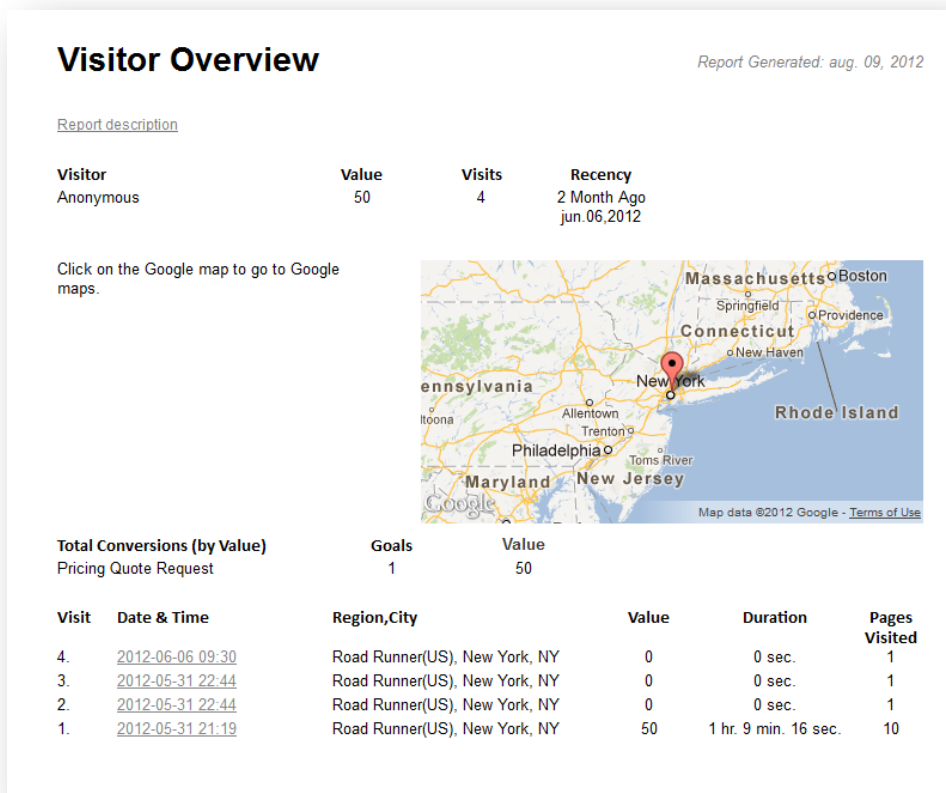 Visitor Overview
Report Generated: aug. 09, 2012
Report description
Visitor Value Visits Recency
Anonymous 50 4 2 Month Ago
jun.06,2012
Click on the Google map to go to Google
maps.
Massachusetts Boston
Springfield
Providence
Connecticut
New Haven
ennsylvania
New York
ltoona
Allentown
Rhode Island
Trenton
Philadelphia
Toms River
Maryland New Jersey
Google
Map data ©2012 Google - Terms of Use
Total Conversions (by Value) Goals Value
Pricing Quote Request 1 50
Visit Date & Time Region,City Value Duration Pages
Visited
4. 2012-06-06 09:30 Road Runner(US), New York, NY 0 0 sec. 1
3. 2012-05-31 22:44 Road Runner(US), New York, NY 0 0 sec. 1
2. 2012-05-31 22:44 Road Runner(US), New York, NY 0 0 sec. 1
1. 2012-05-31 21:19 Road Runner(US), New York, NY 50 1 hr. 9 min. 16 sec. 10